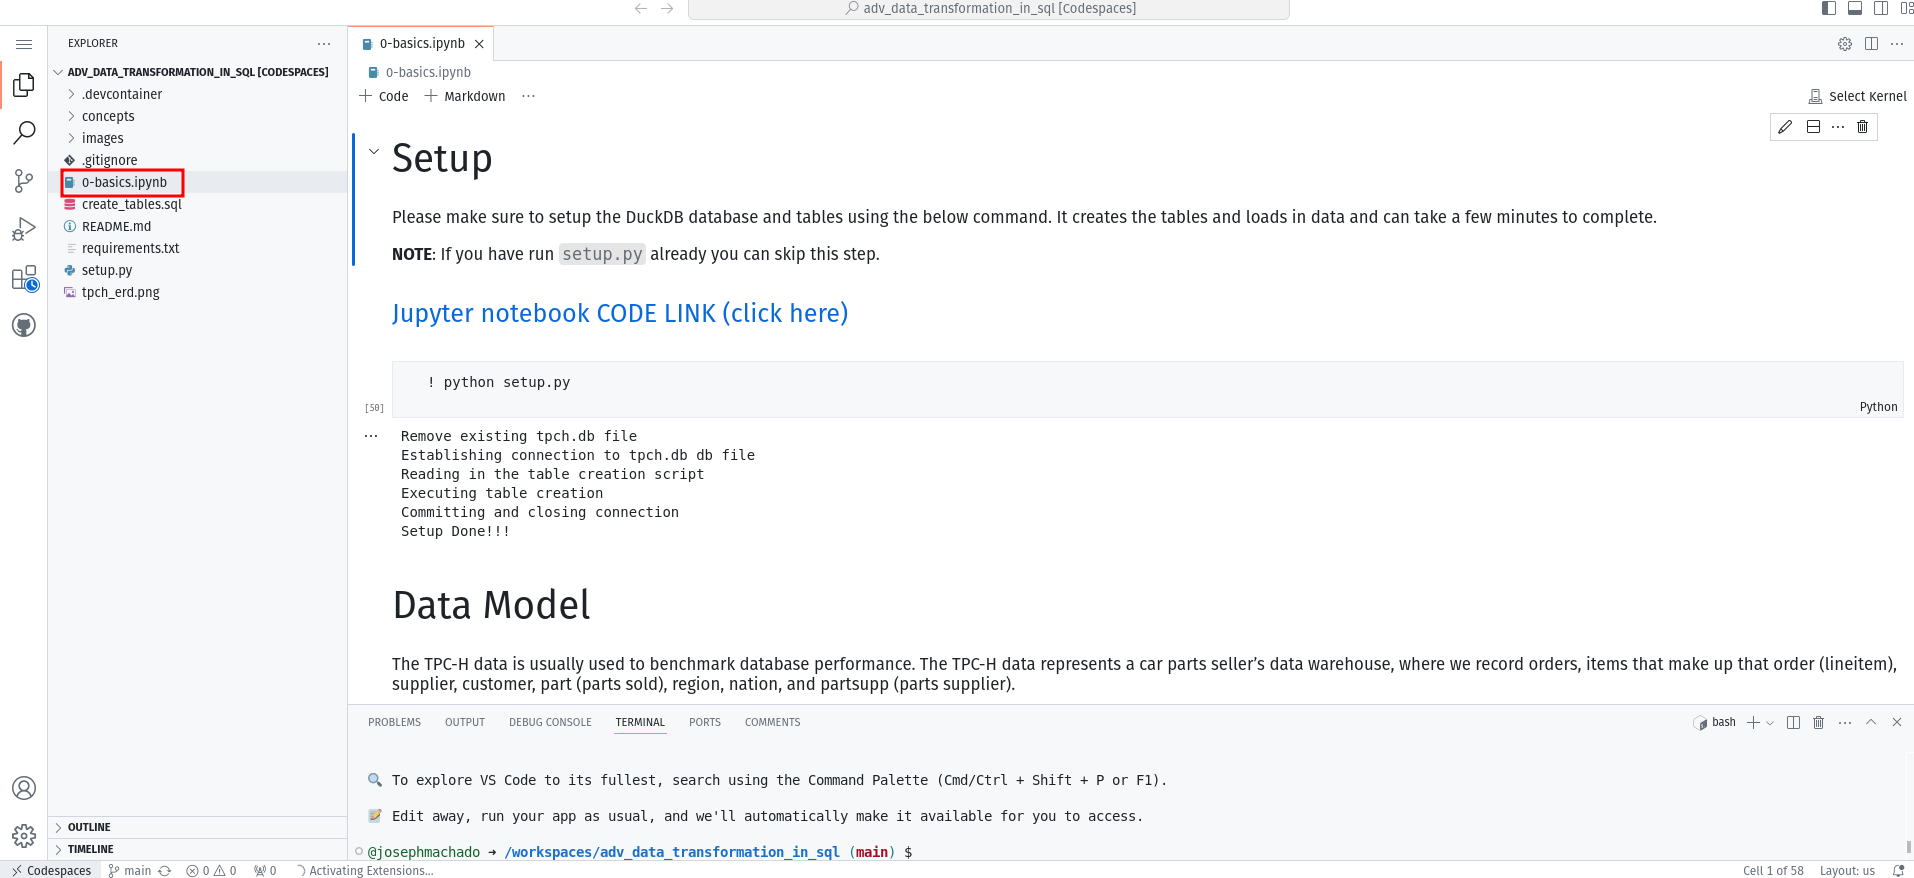 adv_data_transformation_in_sql [Codespaces]
EXPLORER
ADV_DATA_TRANSFORMATION_IN_SQL [CODESPACES]
.devcontainer
concepts
images
.gitignore
0-basics.ipynb
create_tables.sql
README.md
requirements.txt
setup.py
tpch_erd.png
OUTLINE
TIMELINE
0-basics.ipynb
0-basics.ipynb
Code
Markdown
Select Kernel
Setup
Please make sure to setup the DuckDB database and tables using the below command. It creates the tables and loads in data and can take a few minutes to complete.
NOTE: If you have run setup.py already you can skip this step.
Jupyter notebook CODE LINK (click here)
! python setup.py
[50]
Python
Remove existing tpch.db file
Establishing connection to tpch.db db file
Reading in the table creation script
Executing table creation
Committing and closing connection
Setup Done!!!
Data Model
The TPC-H data is usually used to benchmark database performance. The TPC-H data represents a car parts seller’s data warehouse, where we record orders, items that make up that order (lineitem),
supplier, customer, part (parts sold), region, nation, and partsupp (parts supplier).
PROBLEMS OUTPUT DEBUG CONSOLE TERMINAL PORTS COMMENTS
bash
To explore VS Code to its fullest, search using the Command Palette (Cmd/Ctrl + Shift + P or F1).
Edit away, run your app as usual, and we'll automatically make it available for you to access.
@josephmachado ➜ /workspaces/adv_data_transformation_in_sql (main) $
Codespaces main 0 0 0 Activating Extensions... Cell 1 of 58 Layout: us